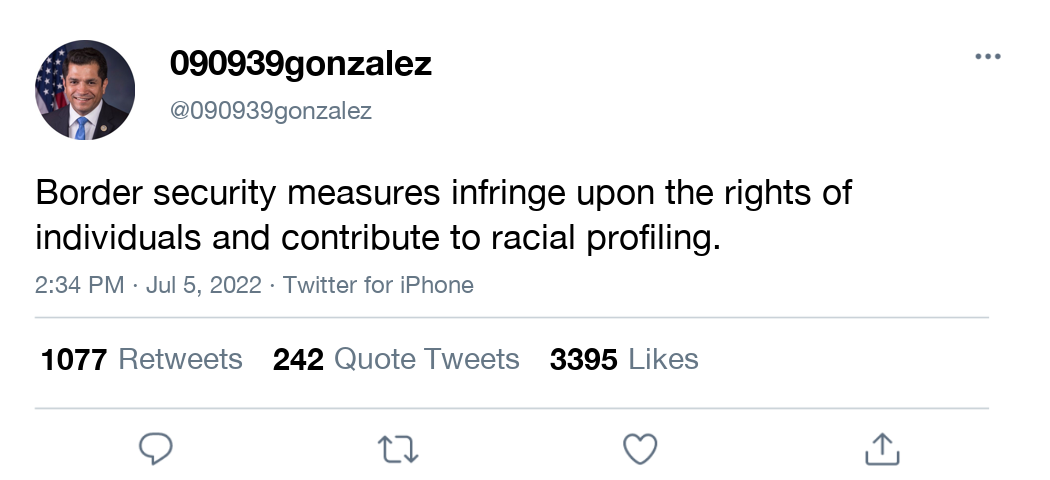 090939gonzalez
@090939gonzalez
Border security measures infringe upon the rights of
individuals and contribute to racial profiling.
2:34 PM · Jul 5, 2022 · Twitter for iPhone
1077 Retweets 242 Quote Tweets 3395 Likes